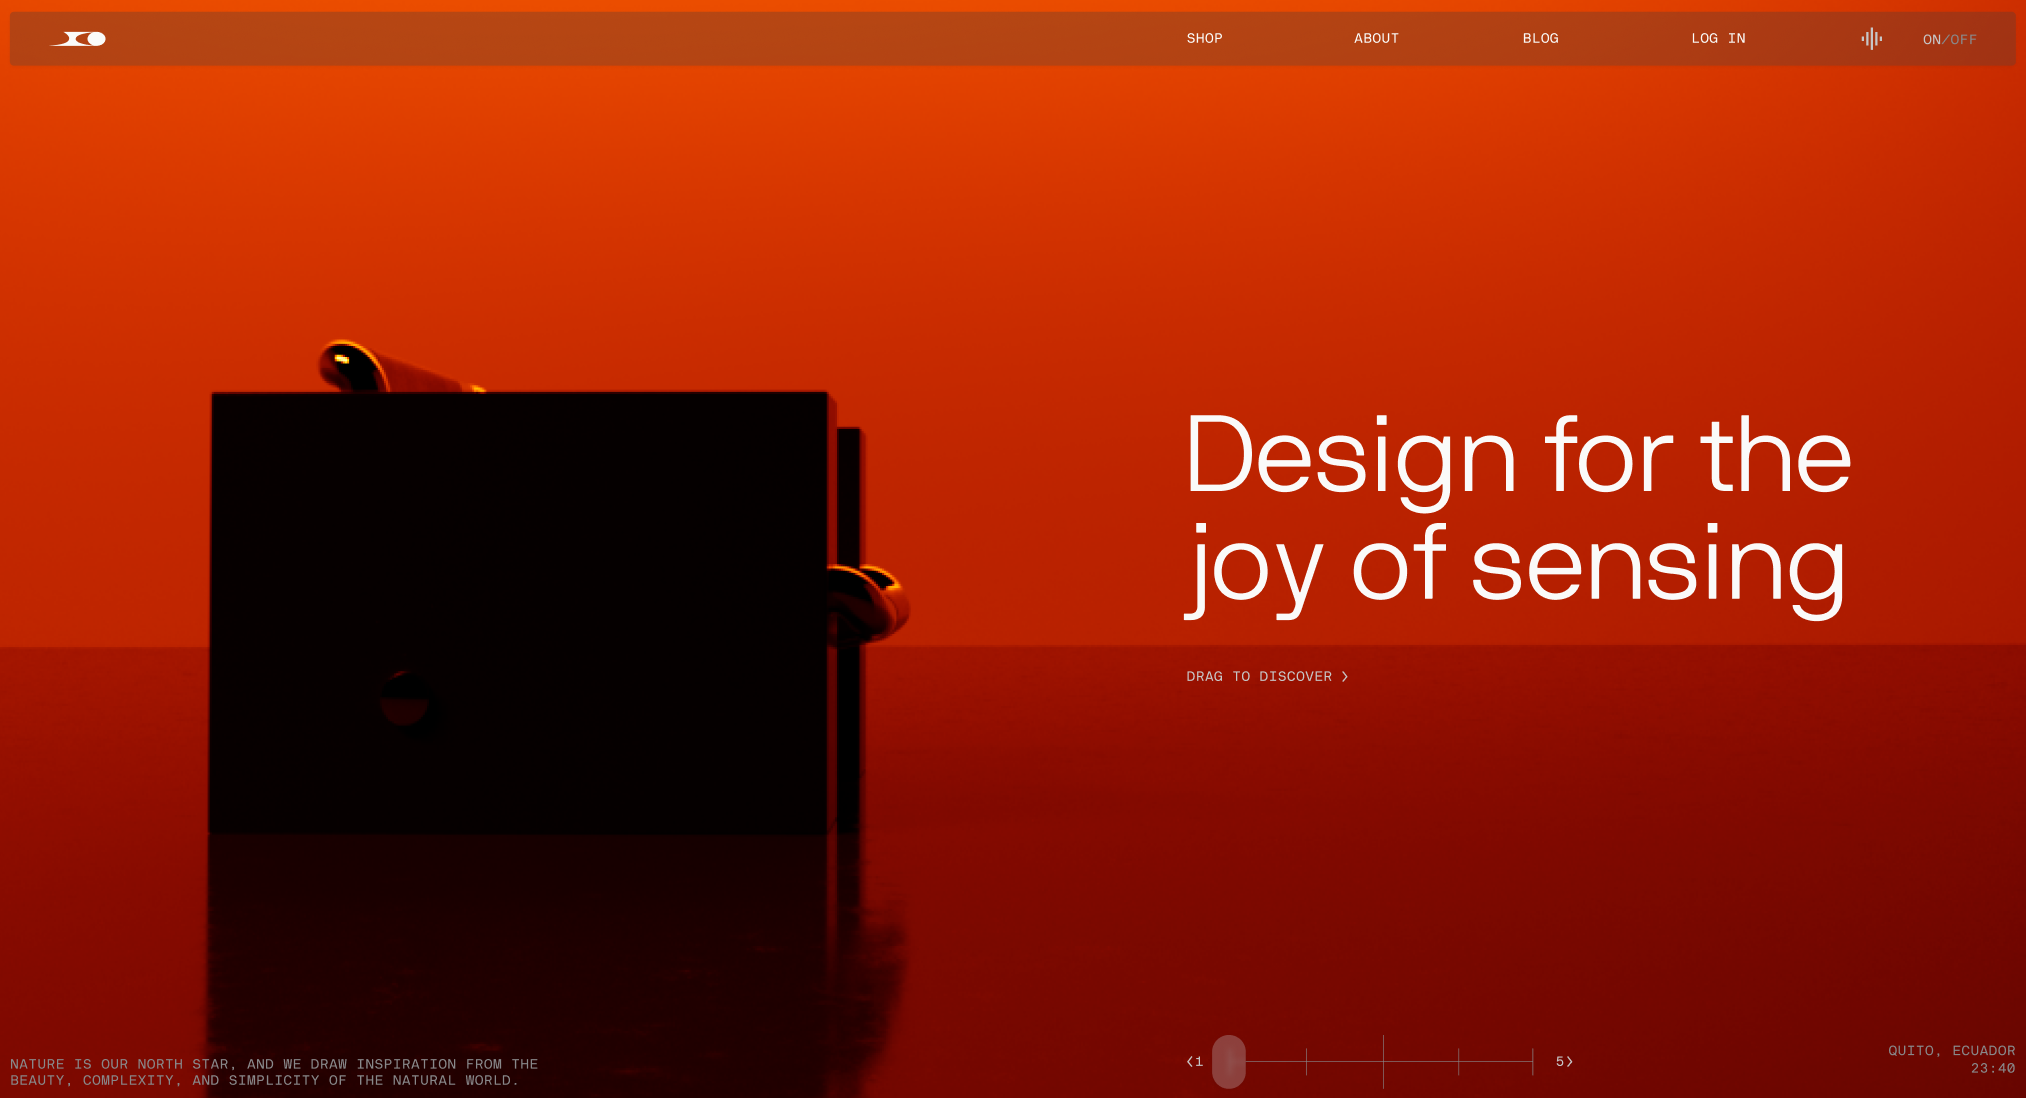 SHOP
ABOUT
BLOG
LOG IN
ON/OFF
Design for the
joy of sensing
DRAG TO DISCOVER >
NATURE IS OUR NORTH STAR, AND WE DRAW INSPIRATION FROM THE
BEAUTY, COMPLEXITY, AND SIMPLICITY OF THE NATURAL WORLD.
<1
5>
QUITO, ECUADOR
23:40